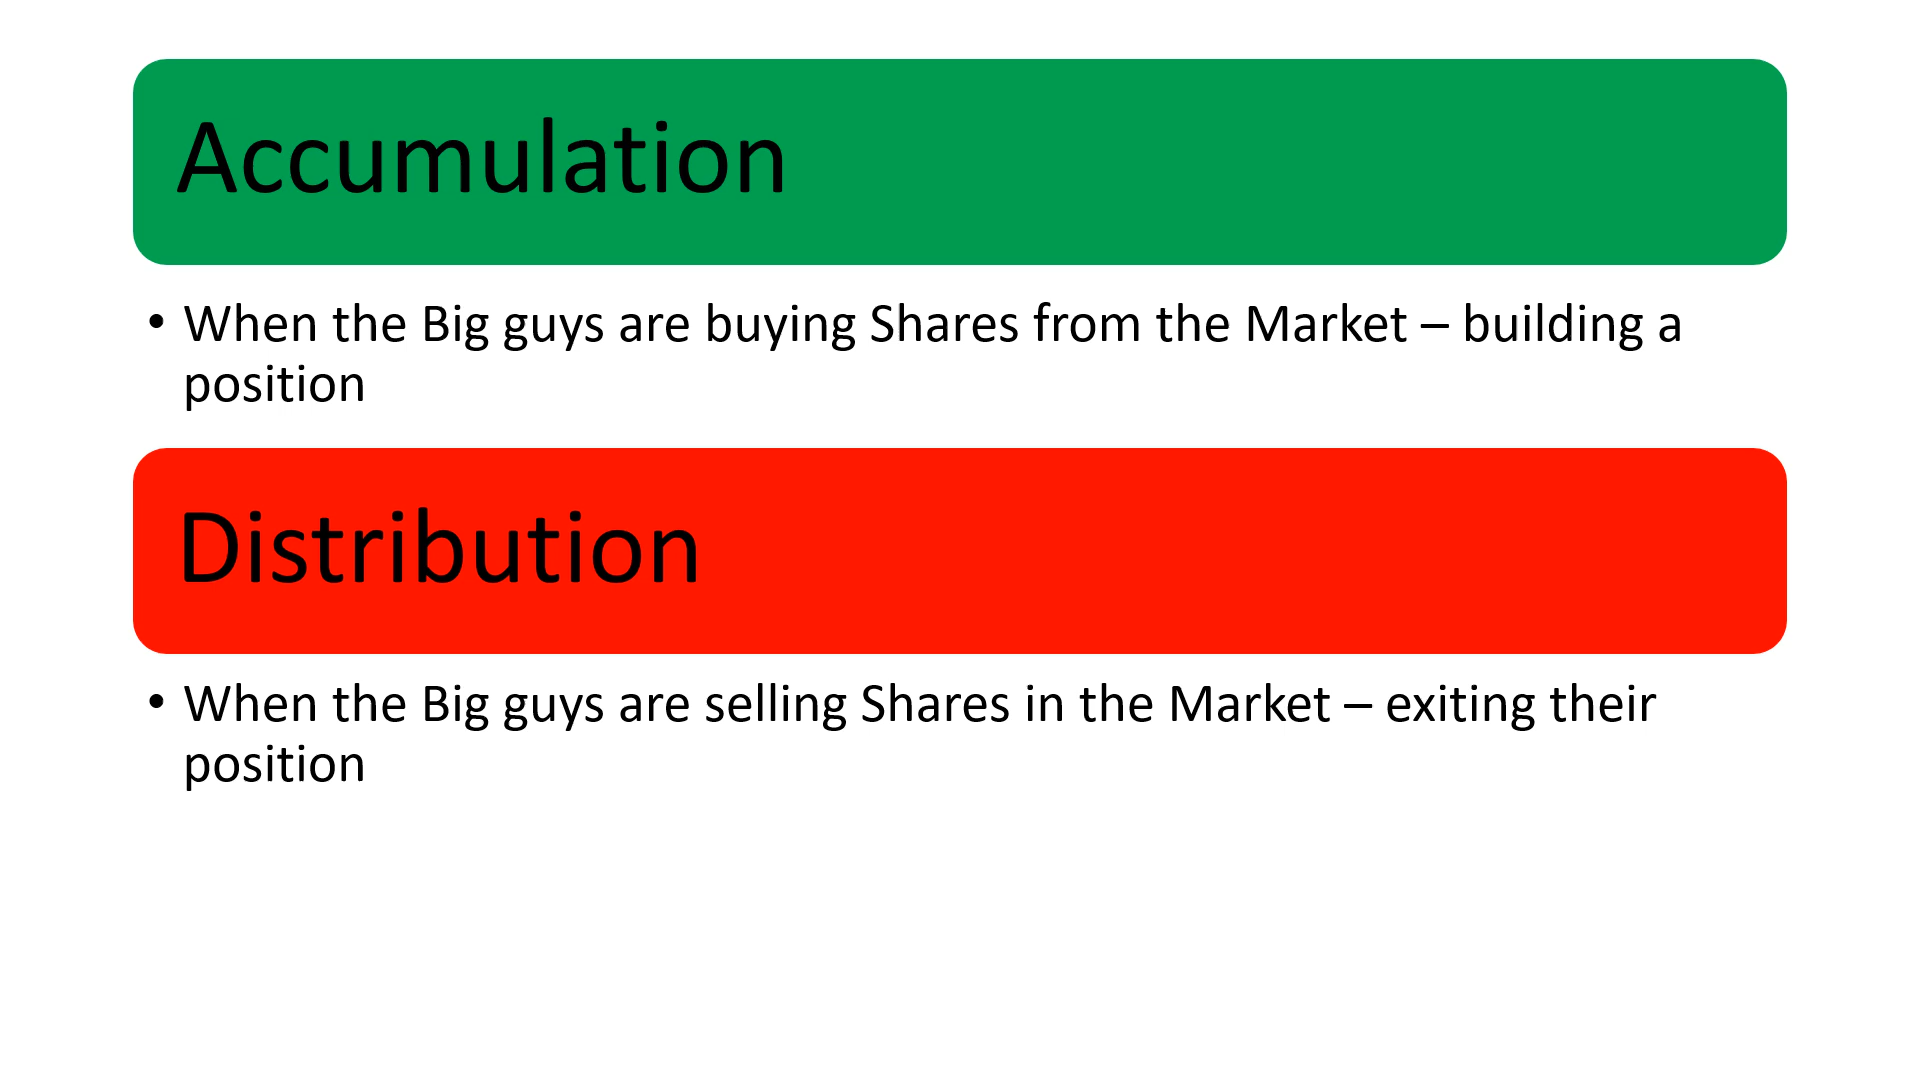 Accumulation
• When the Big guys are buying Shares from the Market – building a
position
Distribution
• When the Big guys are selling Shares in the Market – exiting their
position